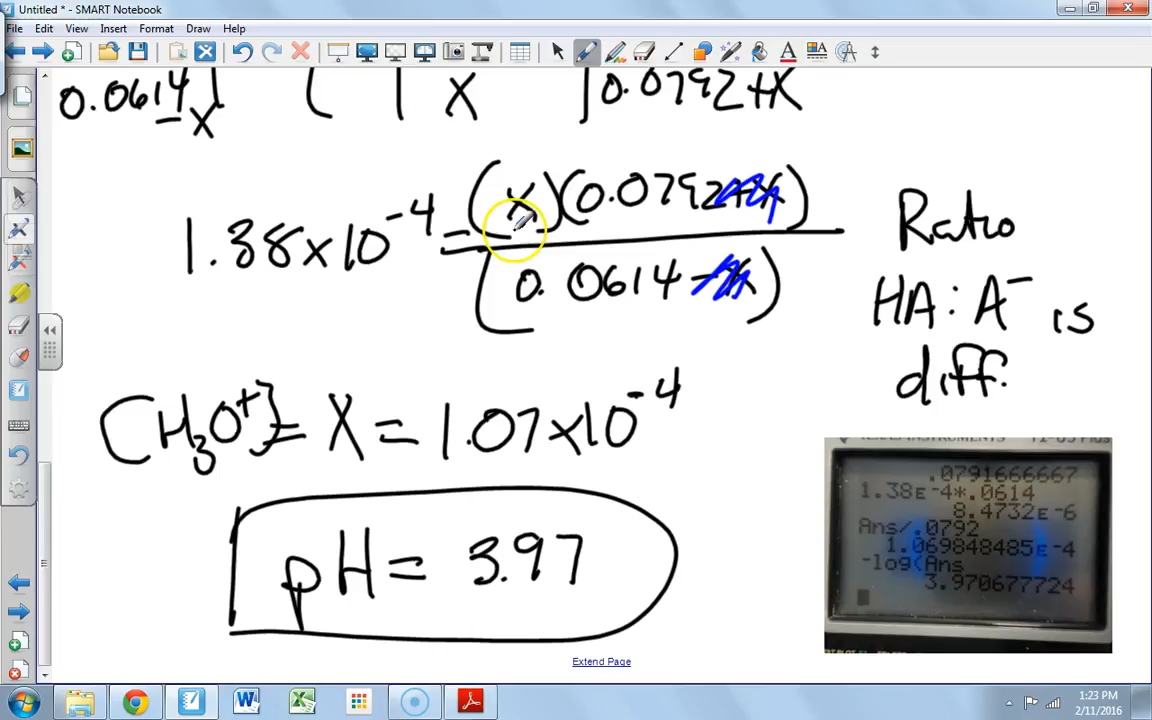 Untitled * - SMART Notebook
File Edit View Insert Format Draw Help
0.0614 | X | 0.0792+X
- X
1.38x10-4 = (X)(0.0792+X)
(0.0614-X)
Ratio
HA:A- is
diff.
[H3O+] = X = 1.07x10-4
pH = 3.97
.0791666667
1.38E-4*.0614
8.4732E-6
Ans/.0792
1.069848485E-4
-log(Ans
3.970677724
Extend Page
1:23 PM
2/11/2016